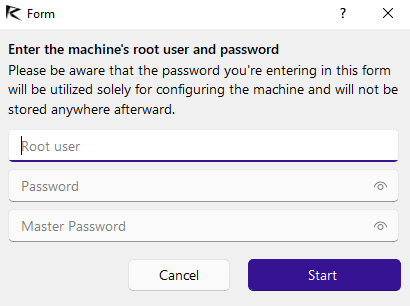 Form
?
Enter the machine's root user and password
Please be aware that the password you're entering in this form
will be utilized solely for configuring the machine and will not be
stored anywhere afterward.
Root user
Password
Master Password
Cancel
Start